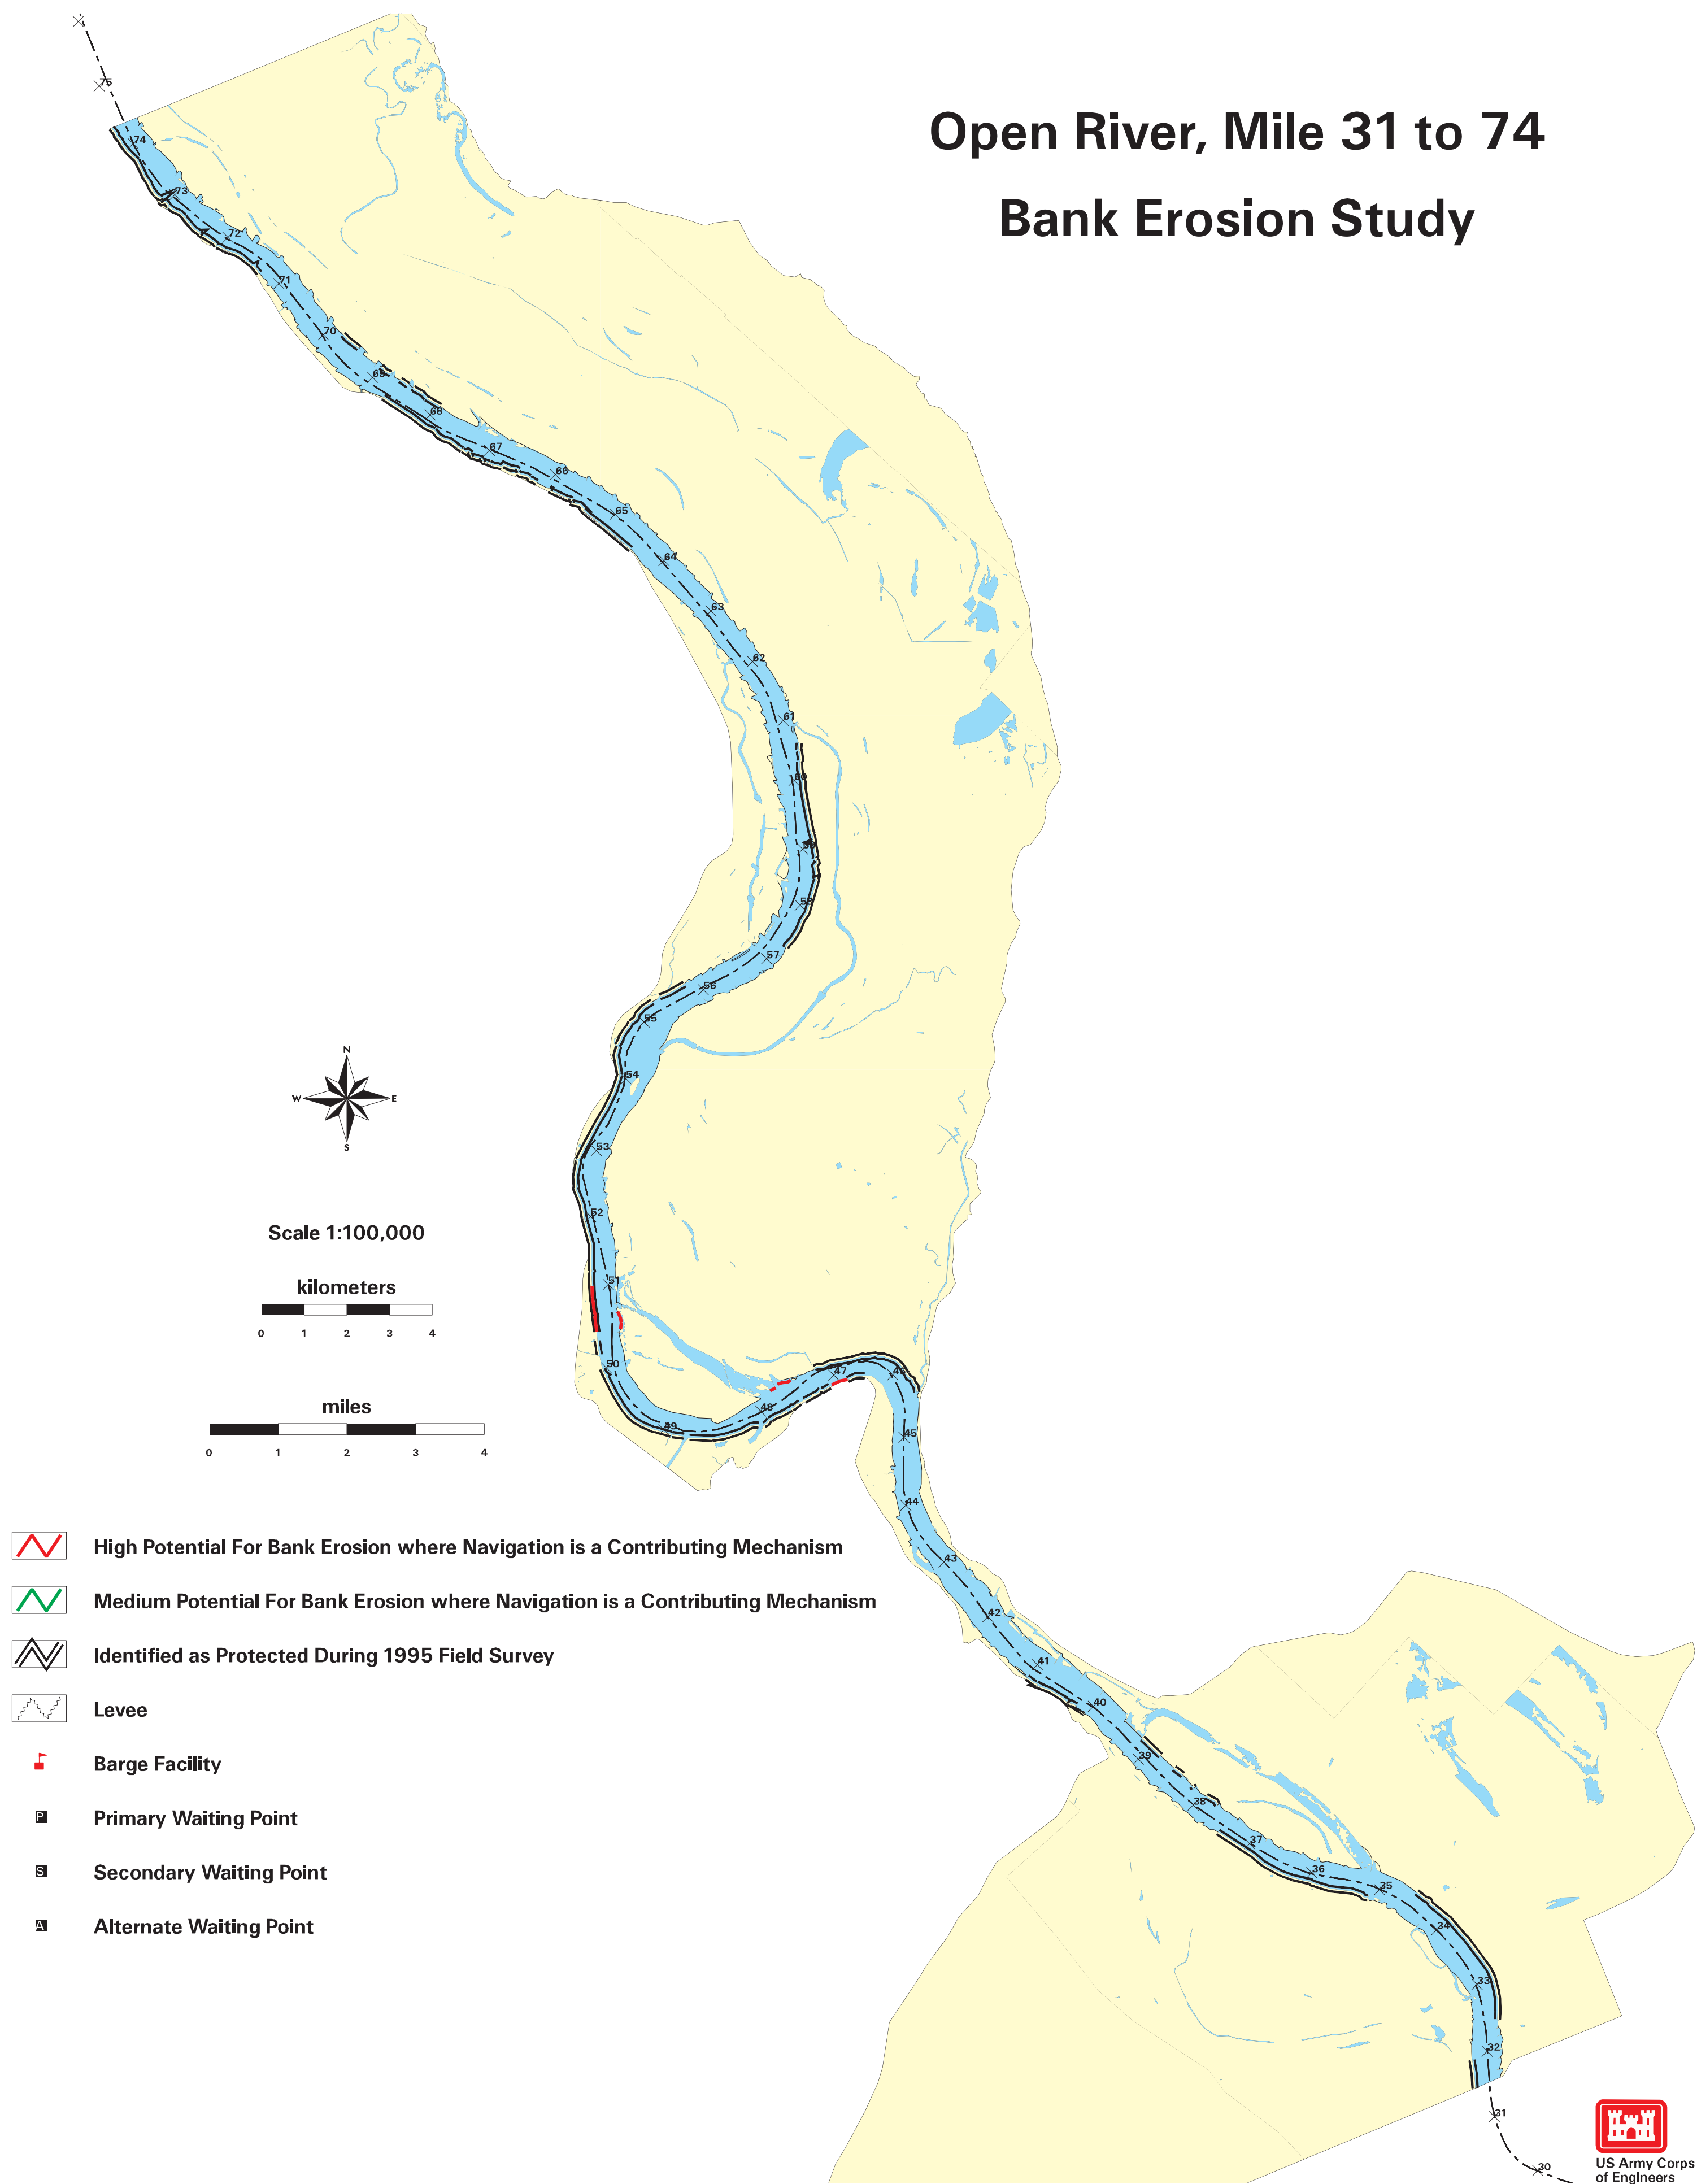 Open River, Mile 31 to 74
Bank Erosion Study
75
74
73
72
71
70
69
68
67
66
65
64
63
62
61
60
59
58
57
56
55
54
53
52
51
50
49
48
47
46
45
44
43
42
41
40
39
38
37
36
35
34
33
32
31
30
N
W E
S
Scale 1:100,000
kilometers
0 1 2 3 4
miles
0 1 2 3 4
High Potential For Bank Erosion where Navigation is a Contributing Mechanism
Medium Potential For Bank Erosion where Navigation is a Contributing Mechanism
Identified as Protected During 1995 Field Survey
Levee
Barge Facility
P Primary Waiting Point
S Secondary Waiting Point
A Alternate Waiting Point
US Army Corps
of Engineers